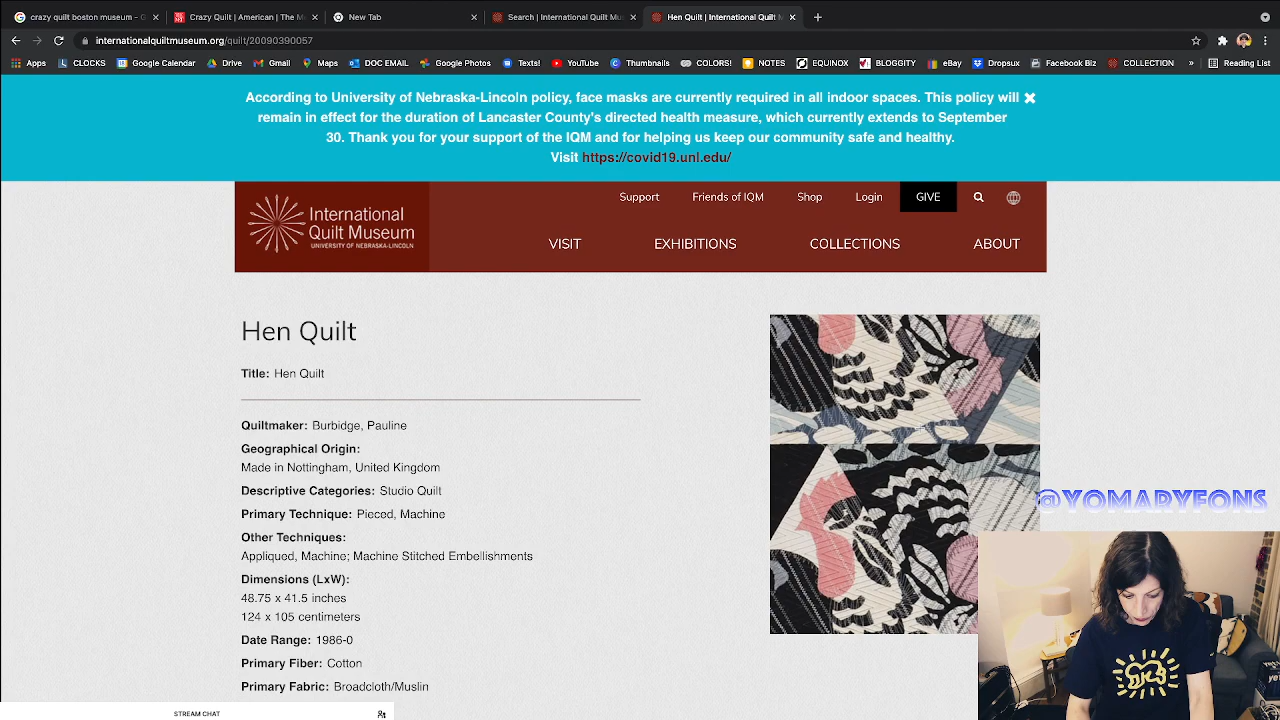 crazy quilt boston museum - G
Crazy Quilt | American | The M
New Tab
Search | International Quilt Mus
Hen Quilt | International Quilt M
internationalquiltmuseum.org/quilt/20090390057
Apps
CLOCKS
Google Calendar
Drive
Gmail
Maps
DOC EMAIL
Google Photos
Texts!
YouTube
Thumbnails
COLORS!
NOTES
EQUINOX
BLOGGITY
eBay
Dropbox
Facebook Biz
COLLECTION
»
Reading List
According to University of Nebraska-Lincoln policy, face masks are currently required in all indoor spaces. This policy will
remain in effect for the duration of Lancaster County's directed health measure, which currently extends to September
30. Thank you for your support of the IQM and for helping us keep our community safe and healthy.
Visit https://covid19.unl.edu/
International
Quilt Museum
UNIVERSITY OF NEBRASKA-LINCOLN
Support
Friends of IQM
Shop
Login
GIVE
VISIT
EXHIBITIONS
COLLECTIONS
ABOUT
Hen Quilt
Title: Hen Quilt
Quiltmaker: Burbidge, Pauline
Geographical Origin:
Made in Nottingham, United Kingdom
Descriptive Categories: Studio Quilt
Primary Technique: Pieced, Machine
Other Techniques:
Appliqued, Machine; Machine Stitched Embellishments
Dimensions (LxW):
48.75 x 41.5 inches
124 x 105 centimeters
Date Range: 1986-0
Primary Fiber: Cotton
Primary Fabric: Broadcloth/Muslin
@YOMARYFONS
STREAM CHAT